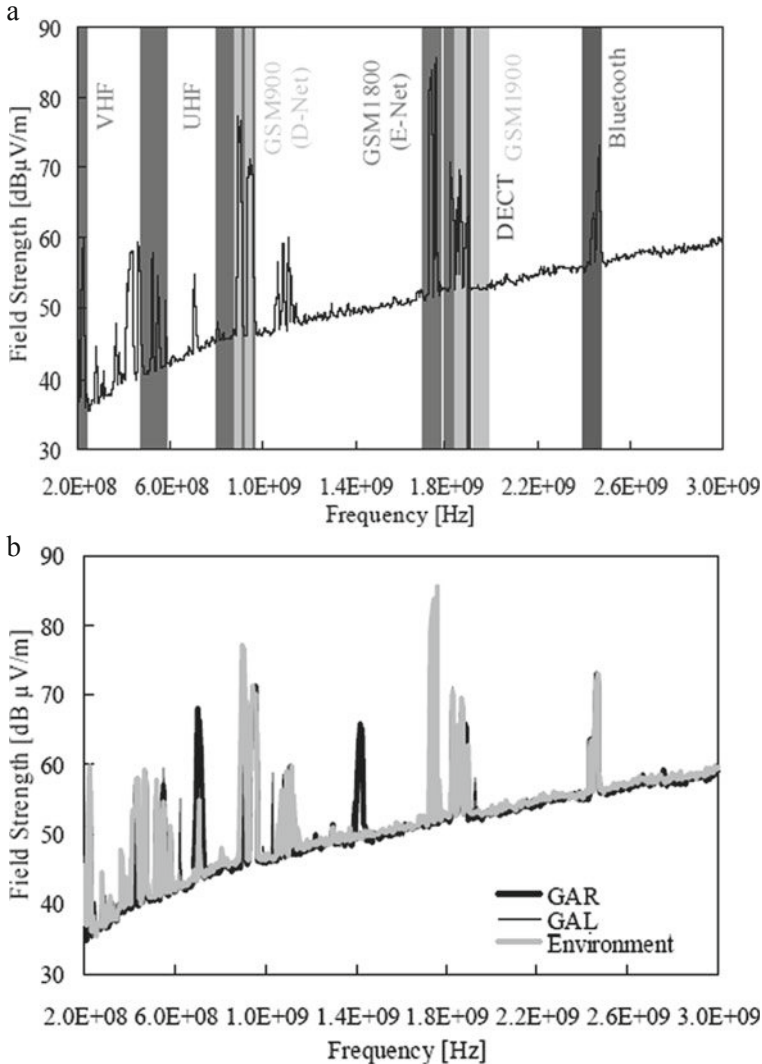 a
90
80
70
60
50
40
30
Field Strength [dBμV/m]
VHF
UHF
GSM900
(D-Net)
GSM1800
(E-Net)
DECT
GSM1900
Bluetooth
2.0E+08 6.0E+08 1.0E+09 1.4E+09 1.8E+09 2.2E+09 2.6E+09 3.0E+09
Frequency [Hz]
b
90
80
70
60
50
40
30
Field Strength [dB μ V/m]
GAR
GAL
Environment
2.0E+08 6.0E+08 1.0E+09 1.4E+09 1.8E+09 2.2E+09 2.6E+09 3.0E+09
Frequency [Hz]